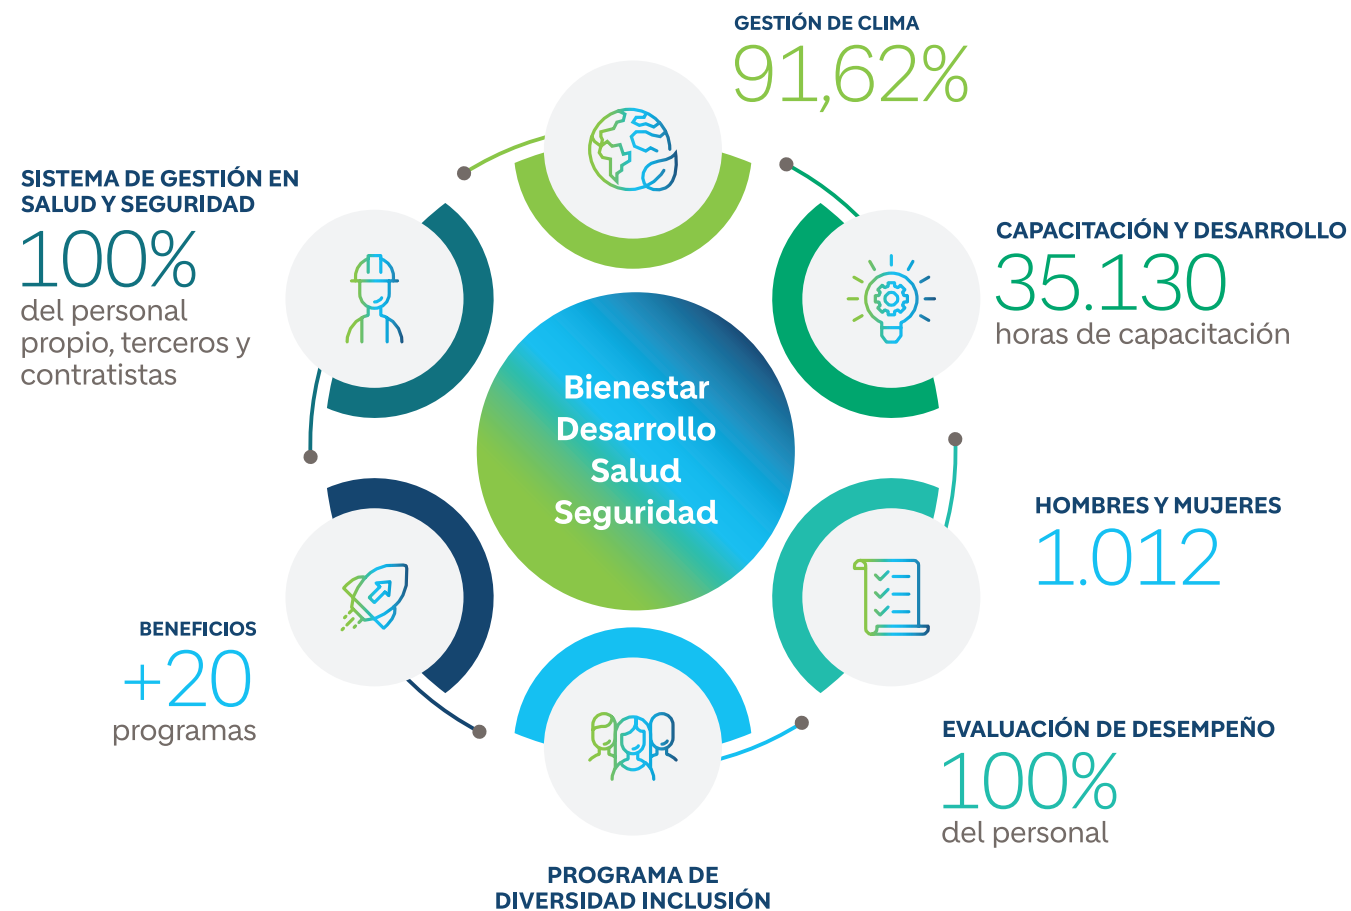 GESTIÓN DE CLIMA
91,62%
SISTEMA DE GESTIÓN EN
SALUD Y SEGURIDAD
100%
del personal
propio, terceros y
contratistas
CAPACITACIÓN Y DESARROLLO
35.130
horas de capacitación
Bienestar
Desarrollo
Salud
Seguridad
HOMBRES Y MUJERES
1.012
BENEFICIOS
+20
programas
EVALUACIÓN DE DESEMPEÑO
100%
del personal
PROGRAMA DE
DIVERSIDAD INCLUSIÓN